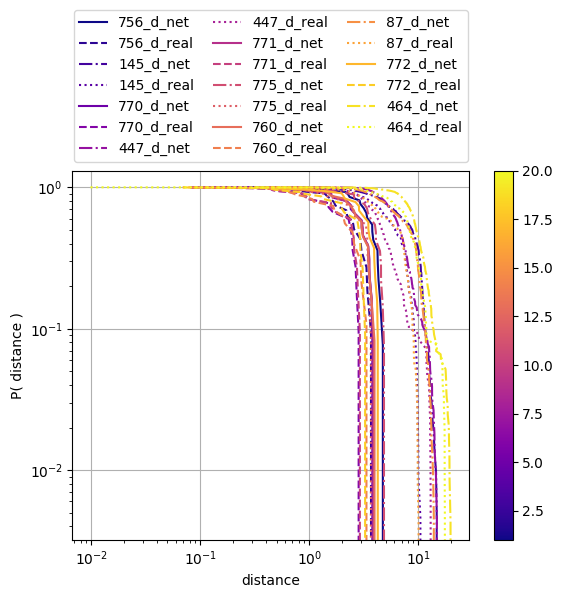 756_d_net 447_d_real 87_d_net
756_d_real 771_d_net 87_d_real
145_d_net 771_d_real 772_d_net
145_d_real 775_d_net 772_d_real
770_d_net 775_d_real 464_d_net
770_d_real 760_d_net 464_d_real
447_d_net 760_d_real
P( distance )
10^0
10^-1
10^-2
10^-2 10^-1 10^0 10^1
distance
20.0
17.5
15.0
12.5
10.0
7.5
5.0
2.5